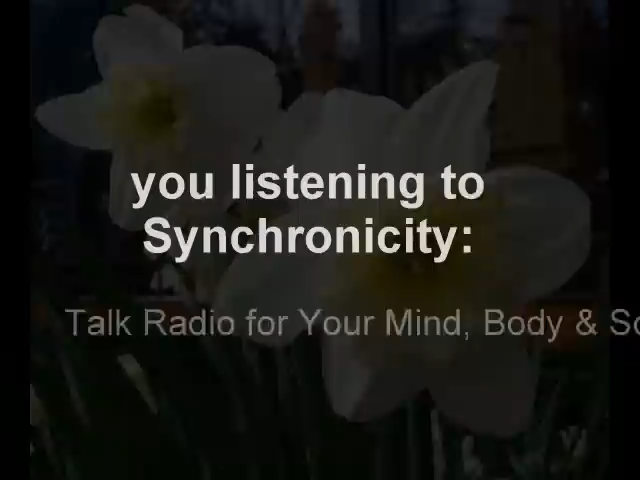 you listening to
Synchronicity:
Talk Radio for Your Mind, Body &